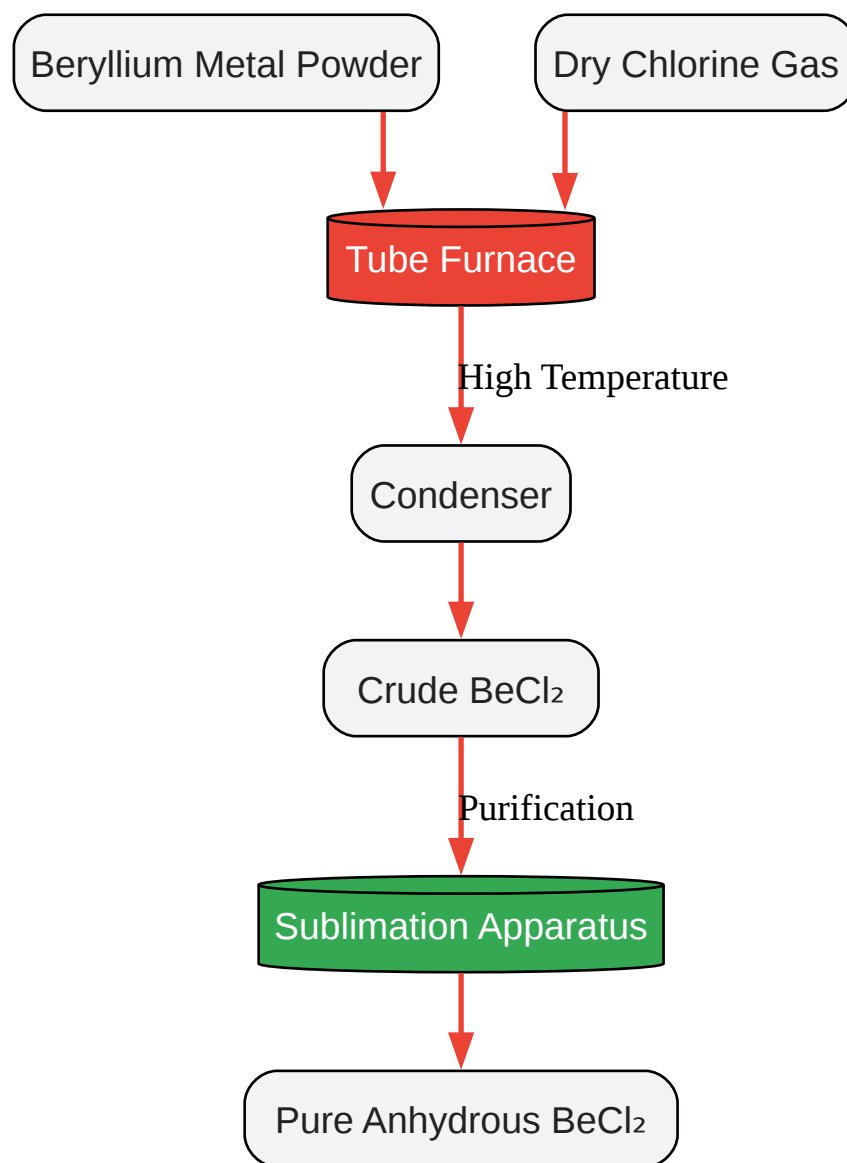 Beryllium Metal Powder
Dry Chlorine Gas
Tube Furnace
High Temperature
Condenser
Crude BeCl₂
Purification
Sublimation Apparatus
Pure Anhydrous BeCl₂